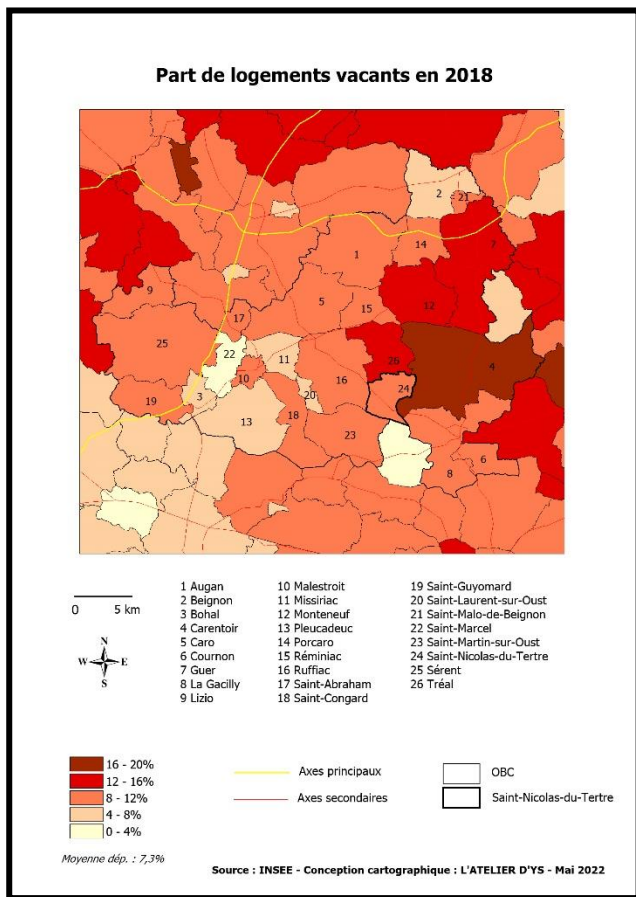 Part de logements vacants en 2018
2
21
1
14
7
9
5
15
12
17
25
22
11
26
4
10
16
24
3
20
19
13
18
23
8
6
0 5 km
N
W E
S
1 Augan
2 Beignon
3 Bohal
4 Carentoir
5 Caro
6 Cournon
7 Guer
8 La Gacilly
9 Lizio
10 Malestroit
11 Missiriac
12 Monteneuf
13 Pleucadeuc
14 Porcaro
15 Réminiac
16 Ruffiac
17 Saint-Abraham
18 Saint-Congard
19 Saint-Guyomard
20 Saint-Laurent-sur-Oust
21 Saint-Malo-de-Beignon
22 Saint-Marcel
23 Saint-Martin-sur-Oust
24 Saint-Nicolas-du-Tertre
25 Sérent
26 Tréal
16 - 20%
12 - 16%
8 - 12%
4 - 8%
0 - 4%
Axes principaux
Axes secondaires
OBC
Saint-Nicolas-du-Tertre
Moyenne dép. : 7,3%
Source : INSEE - Conception cartographique : L'ATELIER D'YS - Mai 2022